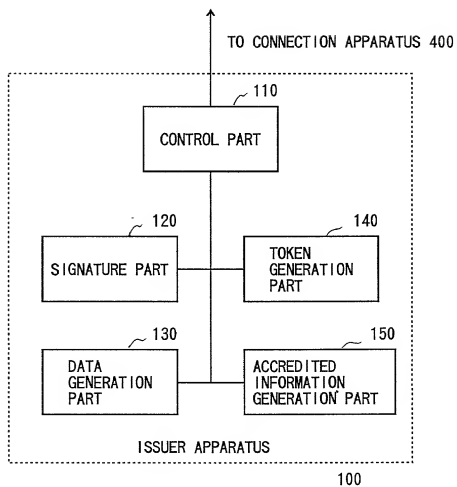 TO CONNECTION APPARATUS 400
110
CONTROL PART
120
SIGNATURE PART
140
TOKEN
GENERATION
PART
130
DATA
GENERATION
PART
150
ACCREDITED
INFORMATION
GENERATION PART
ISSUER APPARATUS
100